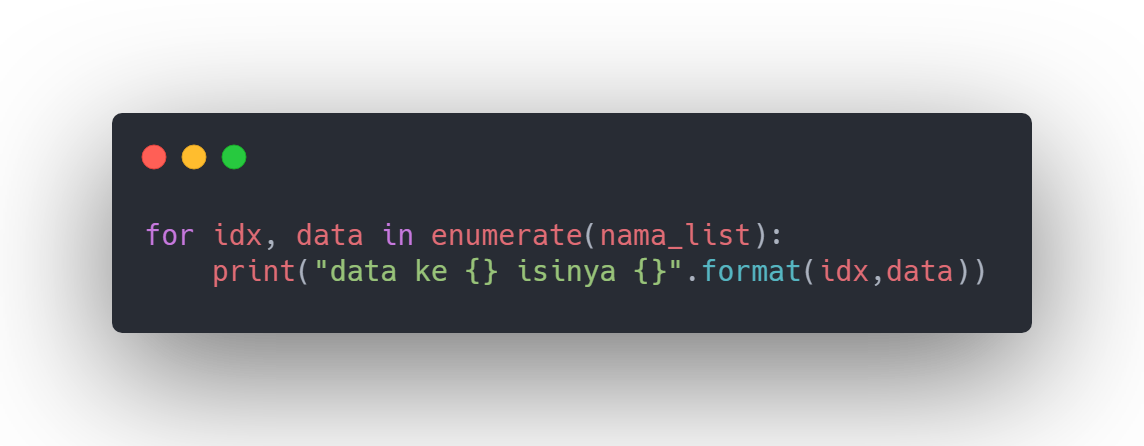 for idx, data in enumerate(nama_list):
    print("data ke {} isinya {}".format(idx,data))